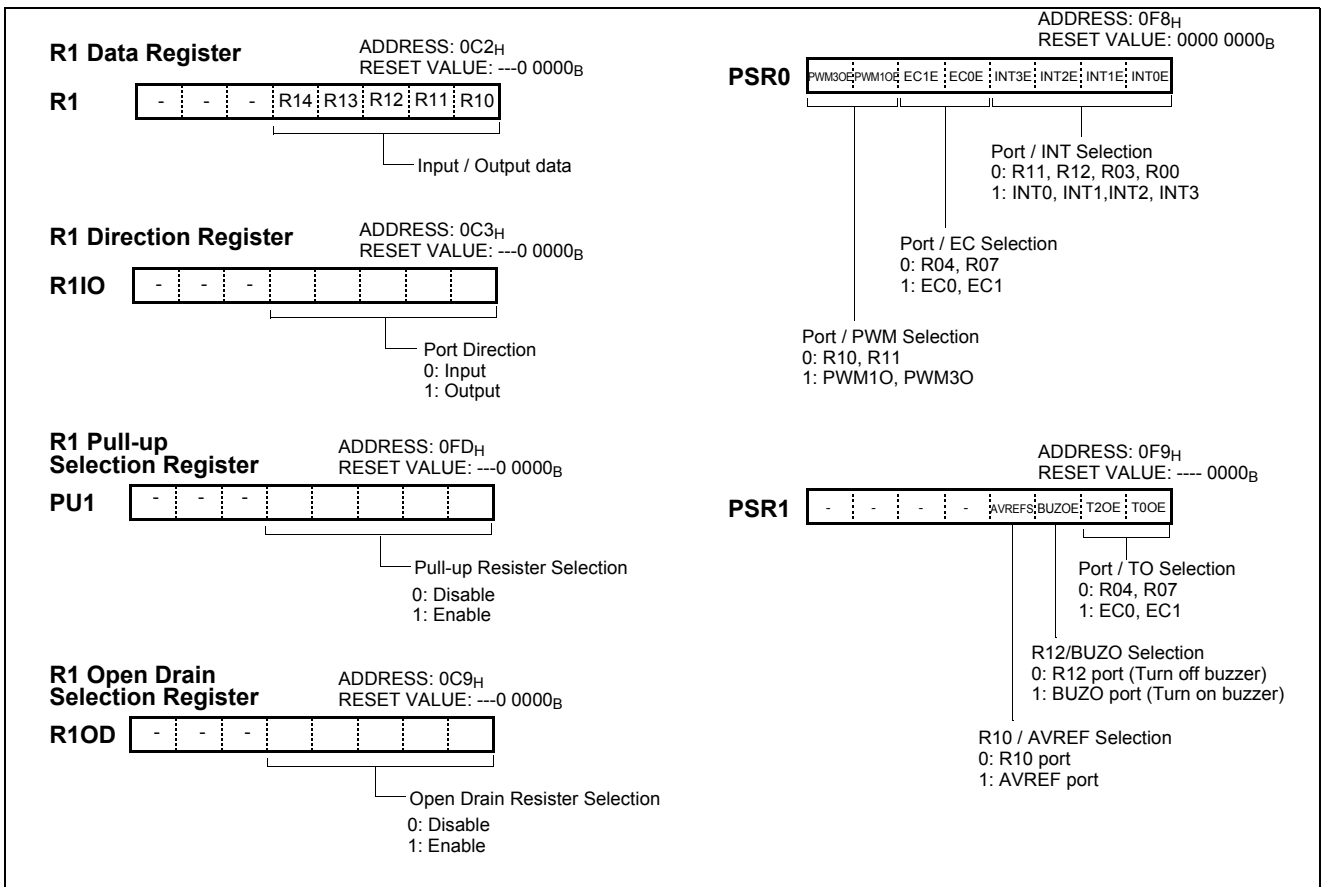 R1 Data Register
ADDRESS: 0C2H
RESET VALUE: ---0 0000B
R1
- - - R14 R13 R12 R11 R10
Input / Output data
R1 Direction Register
ADDRESS: 0C3H
RESET VALUE: ---0 0000B
R1IO
- - -
Port Direction
0: Input
1: Output
R1 Pull-up
Selection Register
ADDRESS: 0FDH
RESET VALUE: ---0 0000B
PU1
- - -
Pull-up Resister Selection
0: Disable
1: Enable
R1 Open Drain
Selection Register
ADDRESS: 0C9H
RESET VALUE: ---0 0000B
R1OD
- - -
Open Drain Resister Selection
0: Disable
1: Enable
ADDRESS: 0F8H
RESET VALUE: 0000 0000B
PSR0
PWM3OE PWM1OE EC1E EC0E INT3E INT2E INT1E INT0E
Port / INT Selection
0: R11, R12, R03, R00
1: INT0, INT1,INT2, INT3
Port / EC Selection
0: R04, R07
1: EC0, EC1
Port / PWM Selection
0: R10, R11
1: PWM1O, PWM3O
ADDRESS: 0F9H
RESET VALUE: ---- 0000B
PSR1
- - - - AVREFS BUZOE T2OE T0OE
Port / TO Selection
0: R04, R07
1: EC0, EC1
R12/BUZO Selection
0: R12 port (Turn off buzzer)
1: BUZO port (Turn on buzzer)
R10 / AVREF Selection
0: R10 port
1: AVREF port